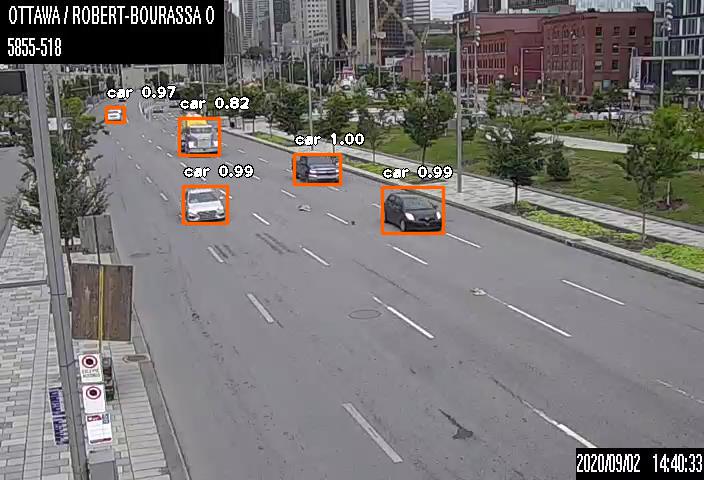 OTTAWA / ROBERT-BOURASSA O
5855-518
car 0.97
car 0.82
car 1.00
car 0.99
car 0.99
2020/09/02 14:40:33